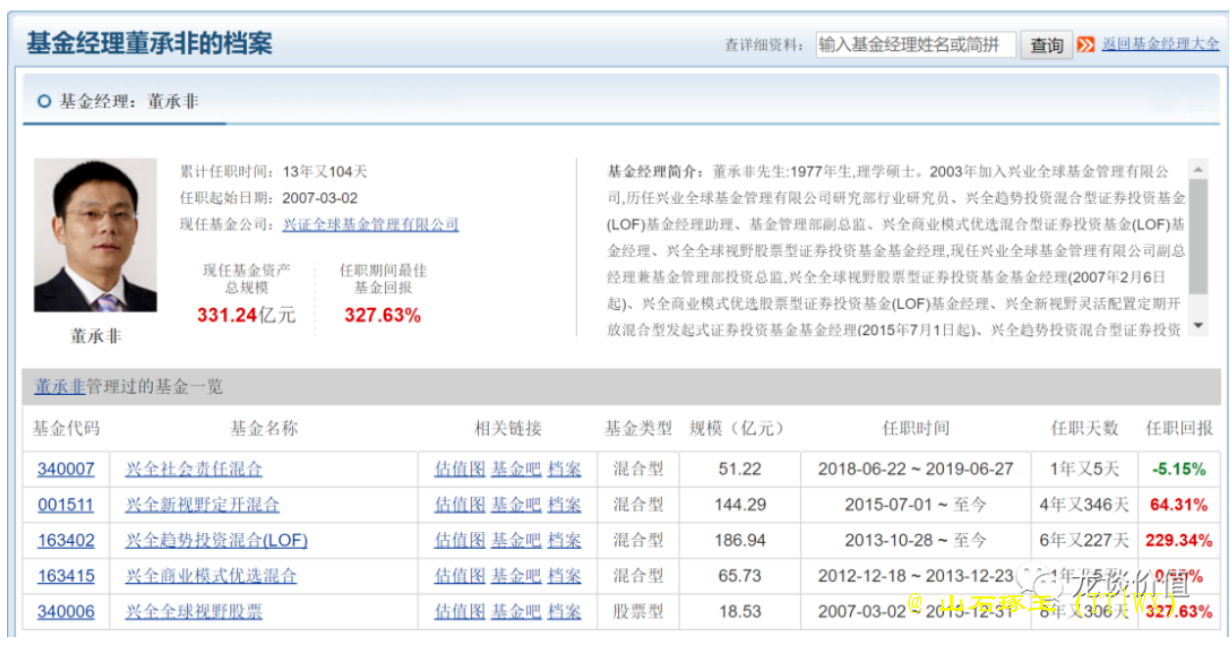 基金经理董承非的档案
查详细资料: 输入基金经理姓名或简拼 查询 返回基金经理大全
基金经理:董承非
累计任职时间:13年又104天
任职起始日期:2007-03-02
现任基金公司:兴证全球基金管理有限公司
现任基金资产 任职期间最佳
总规模 基金回报
331.24亿元 327.63%
董承非
基金经理简介:董承非先生:1977年生,理学硕士。2003年加入兴业全球基金管理有限公
司,历任兴业全球基金管理有限公司研究部行业研究员、兴全趋势投资混合型证券投资基金
(LOF)基金经理助理、基金管理部副总监、兴全商业模式优选混合型证券投资基金(LOF)基
金经理、兴全全球视野股票型证券投资基金基金经理,现任兴业全球基金管理有限公司副总
经理兼基金管理部投资总监,兴全全球视野股票型证券投资基金基金经理(2007年2月6日
起)、兴全商业模式优选股票型证券投资基金(LOF)基金经理、兴全新视野灵活配置定期开
放混合型发起式证券投资基金基金经理(2015年7月1日起)、兴全趋势投资混合型证券投资
董承非管理过的基金一览
基金代码 基金名称 相关链接 基金类型 规模(亿元) 任职时间 任职天数 任职回报
340007 兴全社会责任混合 估值图 基金吧 档案 混合型 51.22 2018-06-22 ~ 2019-06-27 1年又5天 -5.15%
001511 兴全新视野定开混合 估值图 基金吧 档案 混合型 144.29 2015-07-01 ~ 至今 4年又346天 64.31%
163402 兴全趋势投资混合(LOF) 估值图 基金吧 档案 混合型 186.94 2013-10-28 ~ 至今 6年又227天 229.34%
163415 兴全商业模式优选混合 估值图 基金吧 档案 混合型 65.73 2012-12-18 ~ 2013-12-23
340006 兴全全球视野股票 估值图 基金吧 档案 股票型 18.53 2007-03-02 ~ 2015-12-31 8年又306天 327.63%
龙谈价值
@山石琢玉